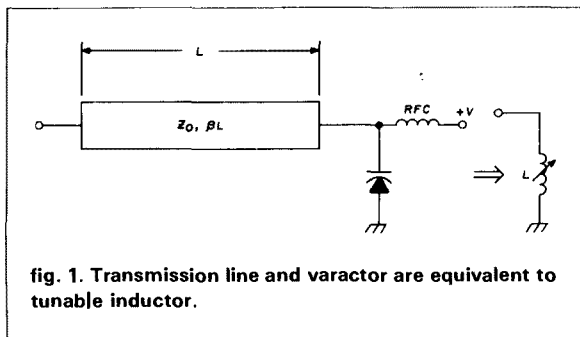 L
RFC
+V
Z₀, βL
L
fig. 1. Transmission line and varactor are equivalent to
tunable inductor.